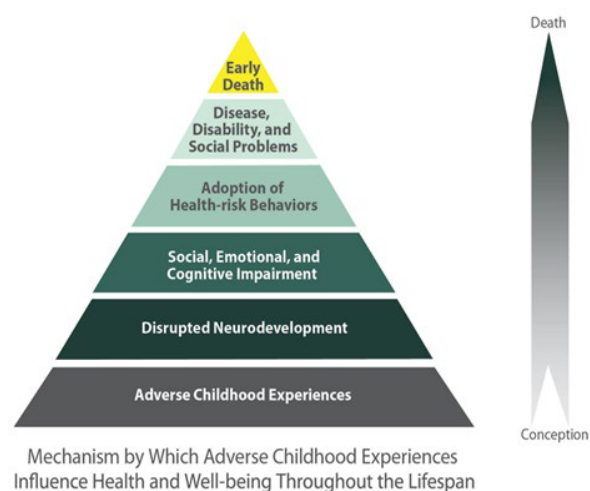 Death
Early
Death
Disease,
Disability, and
Social Problems
Adoption of
Health-risk Behaviors
Social, Emotional, and
Cognitive Impairment
Disrupted Neurodevelopment
Adverse Childhood Experiences
Conception
Mechanism by Which Adverse Childhood Experiences
Influence Health and Well-being Throughout the Lifespan